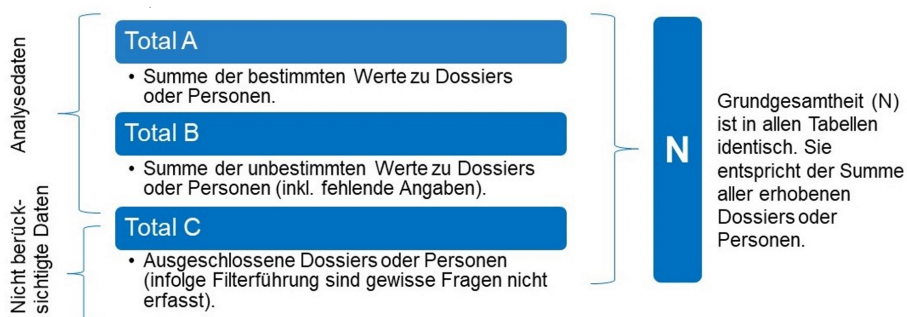 Analysedaten
Total A
• Summe der bestimmten Werte zu Dossiers
oder Personen.
Total B
• Summe der unbestimmten Werte zu Dossiers
oder Personen (inkl. fehlende Angaben).
Nicht berück-
sichtigte Daten
Total C
• Ausgeschlossene Dossiers oder Personen
(infolge Filterführung sind gewisse Fragen nicht
erfasst).
N
Grundgesamtheit (N)
ist in allen Tabellen
identisch. Sie
entspricht der Summe
aller erhobenen
Dossiers oder
Personen.